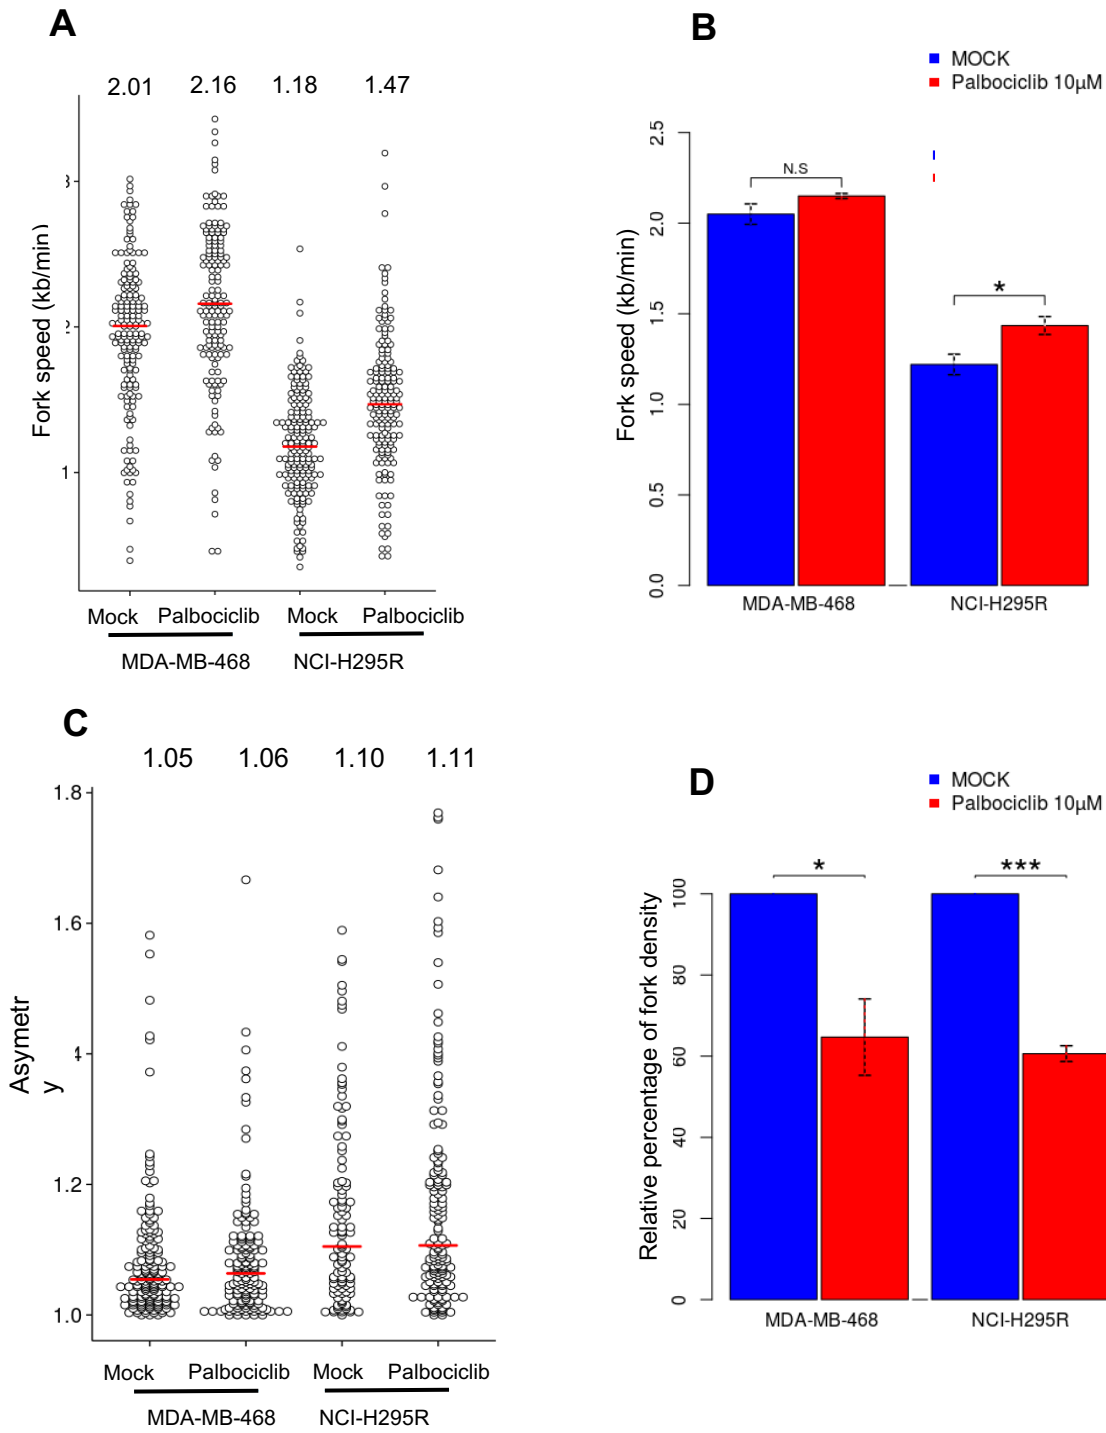 A
2.01 2.16 1.18 1.47
3
2
1
Fork speed (kb/min)
Mock Palbociclib Mock Palbociclib
MDA-MB-468 NCI-H295R
B
MOCK
Palbociclib 10µM
2.5
2.0
1.5
1.0
0.5
0.0
Fork speed (kb/min)
N.S
*
MDA-MB-468 NCI-H295R
C
1.05 1.06 1.10 1.11
1.8
1.6
4
1.2
1.0
Asymetr
y
Mock Palbociclib Mock Palbociclib
MDA-MB-468 NCI-H295R
D
MOCK
Palbociclib 10µM
* ***
100
80
60
40
20
0
Relative percentage of fork density
MDA-MB-468 NCI-H295R